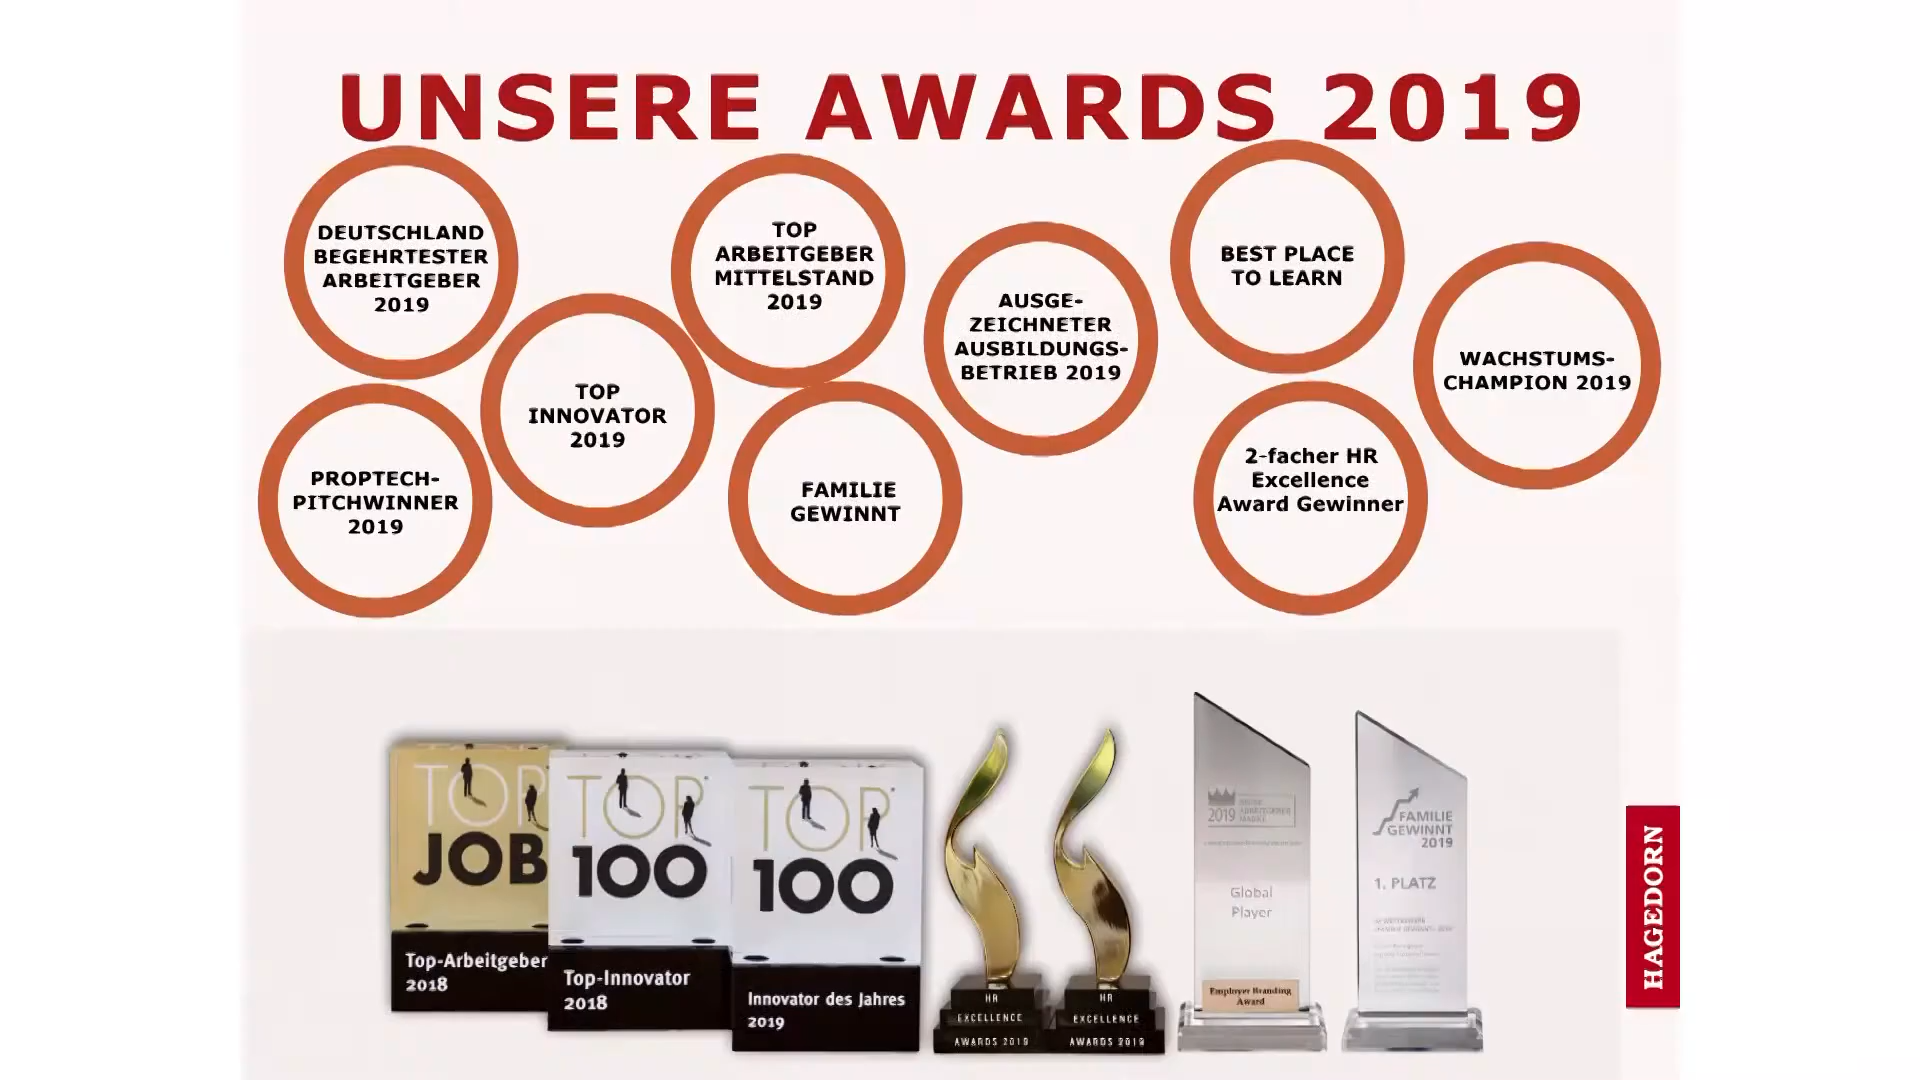 UNSERE AWARDS 2019
DEUTSCHLAND
BEGEHRTESTER
ARBEITGEBER
2019
TOP
ARBEITGEBER
MITTELSTAND
2019
BEST PLACE
TO LEARN
AUSGE-
ZEICHNETER
AUSBILDUNGS-
BETRIEB 2019
WACHSTUMS-
CHAMPION 2019
TOP
INNOVATOR
2019
PROPTECH-
PITCHWINNER
2019
FAMILIE
GEWINNT
2-facher HR
Excellence
Award Gewinner
TOP
JOB
Top-Arbeitgeber
2018
TOP
100
Top-Innovator
2018
TOP
100
Innovator des Jahres
2019
HR
EXCELLENCE
AWARDS 2019
HR
EXCELLENCE
AWARDS 2019
2019
ARBEITGEBER
MARKE
Global
Player
Employer Branding
Award
FAMILIE
GEWINNT
2019
1. PLATZ
HAGEDORN